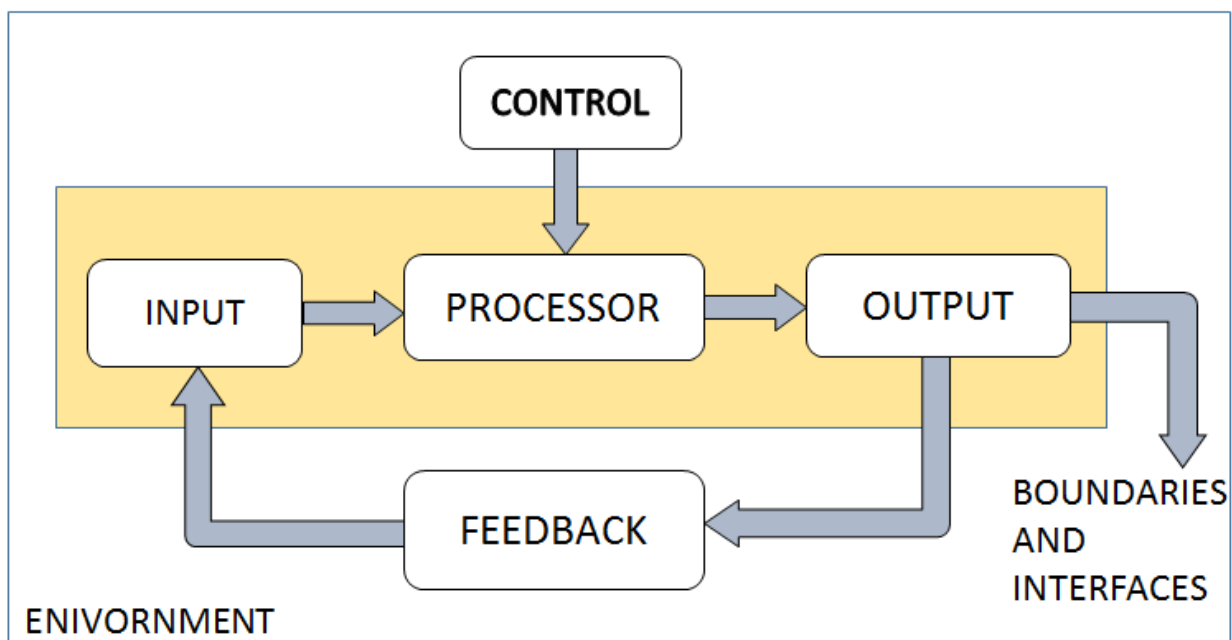 CONTROL
INPUT
PROCESSOR
OUTPUT
FEEDBACK
BOUNDARIES
AND
INTERFACES
ENIVORNMENT